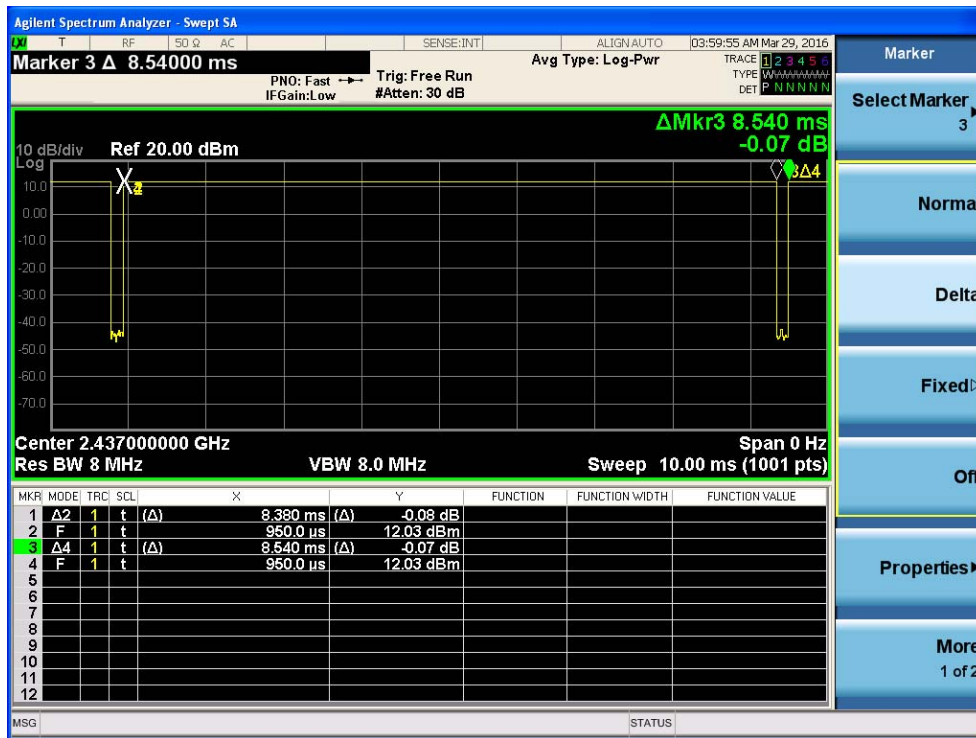 Agilent Spectrum Analyzer - Swept SA
LXI T RF 50 Ω AC SENSE:INT ALIGN AUTO 03:59:55 AM Mar 29, 2016
Marker 3 Δ 8.54000 ms
PNO: Fast
IFGain:Low
Trig: Free Run
#Atten: 30 dB
Avg Type: Log-Pwr
TRACE 1 2 3 4 5 6
TYPE
DET P N N N N N
ΔMkr3 8.540 ms
-0.07 dB
10 dB/div Ref 20.00 dBm
Log
10.0
0.00
-10.0
-20.0
-30.0
-40.0
-50.0
-60.0
-70.0
3Δ4
Center 2.437000000 GHz Span 0 Hz
Res BW 8 MHz VBW 8.0 MHz Sweep 10.00 ms (1001 pts)
MKR MODE TRC SCL X Y FUNCTION FUNCTION WIDTH FUNCTION VALUE
1 Δ2 1 t (Δ) 8.380 ms (Δ) -0.08 dB
2 F 1 t 950.0 µs 12.03 dBm
3 Δ4 1 t (Δ) 8.540 ms (Δ) -0.07 dB
4 F 1 t 950.0 µs 12.03 dBm
5
6
7
8
9
10
11
12
MSG STATUS
Marker
Select Marker
3
Norma
Delta
Fixed
Off
Properties
More
1 of 2